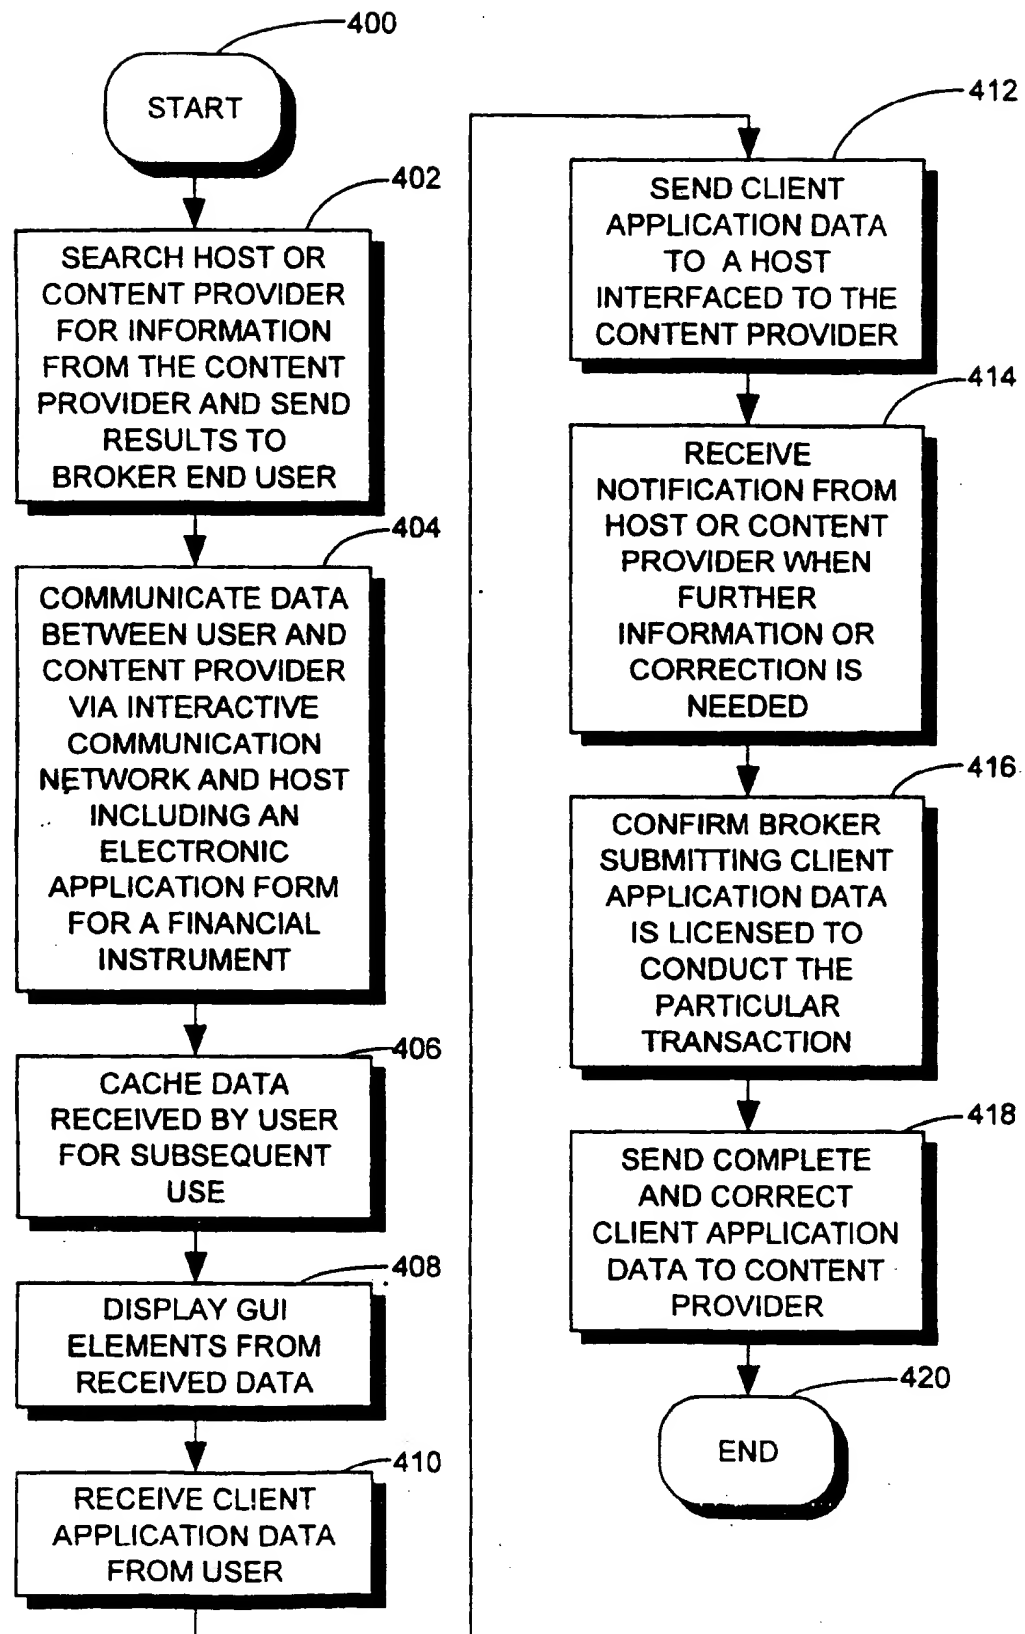 400
START
402
SEARCH HOST OR
CONTENT PROVIDER
FOR INFORMATION
FROM THE CONTENT
PROVIDER AND SEND
RESULTS TO
BROKER END USER
404
COMMUNICATE DATA
BETWEEN USER AND
CONTENT PROVIDER
VIA INTERACTIVE
COMMUNICATION
NETWORK AND HOST
INCLUDING AN
ELECTRONIC
APPLICATION FORM
FOR A FINANCIAL
INSTRUMENT
406
CACHE DATA
RECEIVED BY USER
FOR SUBSEQUENT
USE
408
DISPLAY GUI
ELEMENTS FROM
RECEIVED DATA
410
RECEIVE CLIENT
APPLICATION DATA
FROM USER
412
SEND CLIENT
APPLICATION DATA
TO A HOST
INTERFACED TO THE
CONTENT PROVIDER
414
RECEIVE
NOTIFICATION FROM
HOST OR CONTENT
PROVIDER WHEN
FURTHER
INFORMATION OR
CORRECTION IS
NEEDED
416
CONFIRM BROKER
SUBMITTING CLIENT
APPLICATION DATA
IS LICENSED TO
CONDUCT THE
PARTICULAR
TRANSACTION
418
SEND COMPLETE
AND CORRECT
CLIENT APPLICATION
DATA TO CONTENT
PROVIDER
420
END